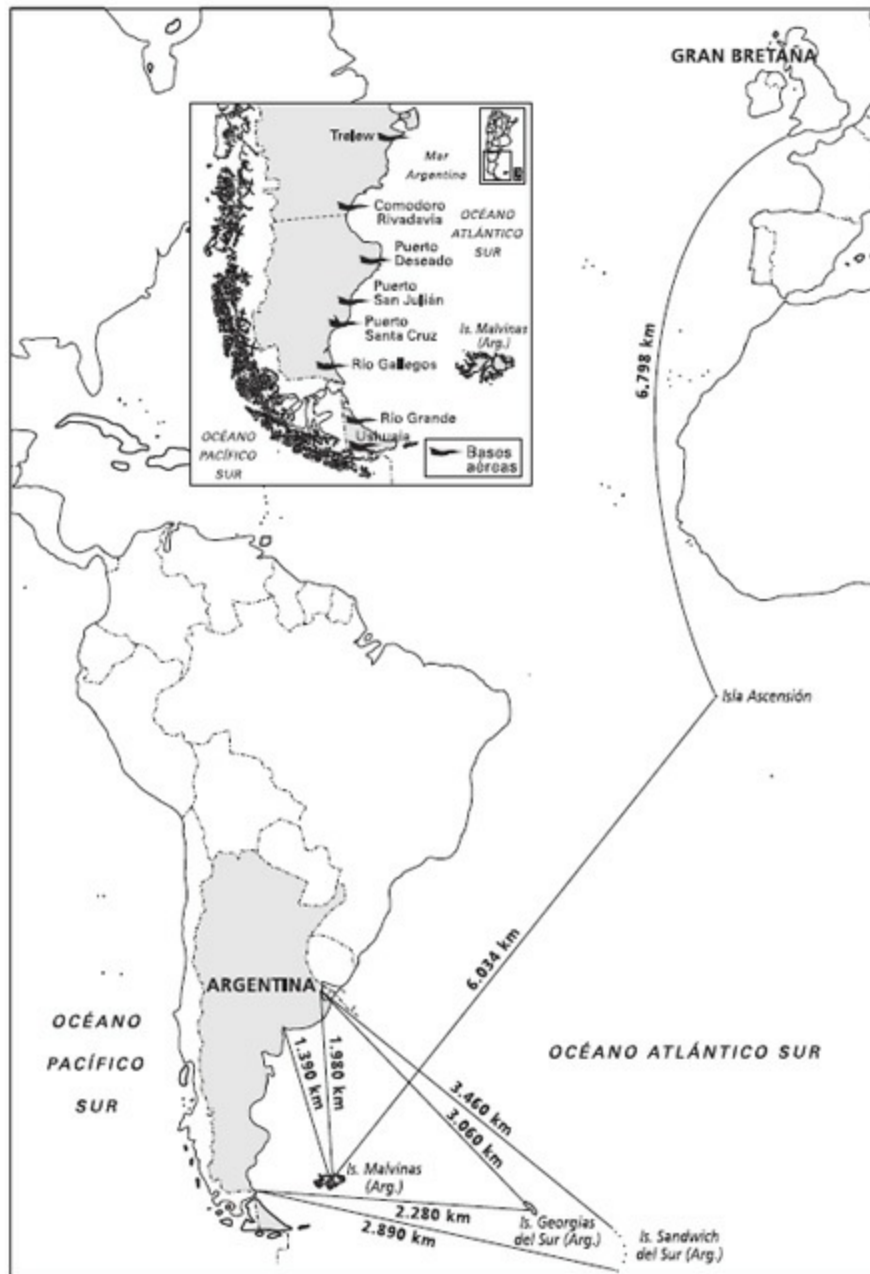 GRAN BRETAÑA
Trelew
Mar
Argentino
Comodoro
Rivadavia
OCÉANO
ATLÁNTICO
SUR
Puerto
Deseado
Puerto
San Julián
Puerto
Santa Cruz
Is. Malvinas
(Arg.)
Río Gallegos
Río Grande
Ushuaia
OCÉANO
PACÍFICO
SUR
Bases
aéreas
6.798 km
Isla Ascensión
6.034 km
ARGENTINA
OCÉANO
PACÍFICO
SUR
OCÉANO ATLÁNTICO SUR
1.390 km
1.980 km
3.460 km
3.060 km
Is. Malvinas
(Arg.)
2.280 km
2.890 km
Is. Georgias
del Sur (Arg.)
Is. Sandwich
del Sur (Arg.)